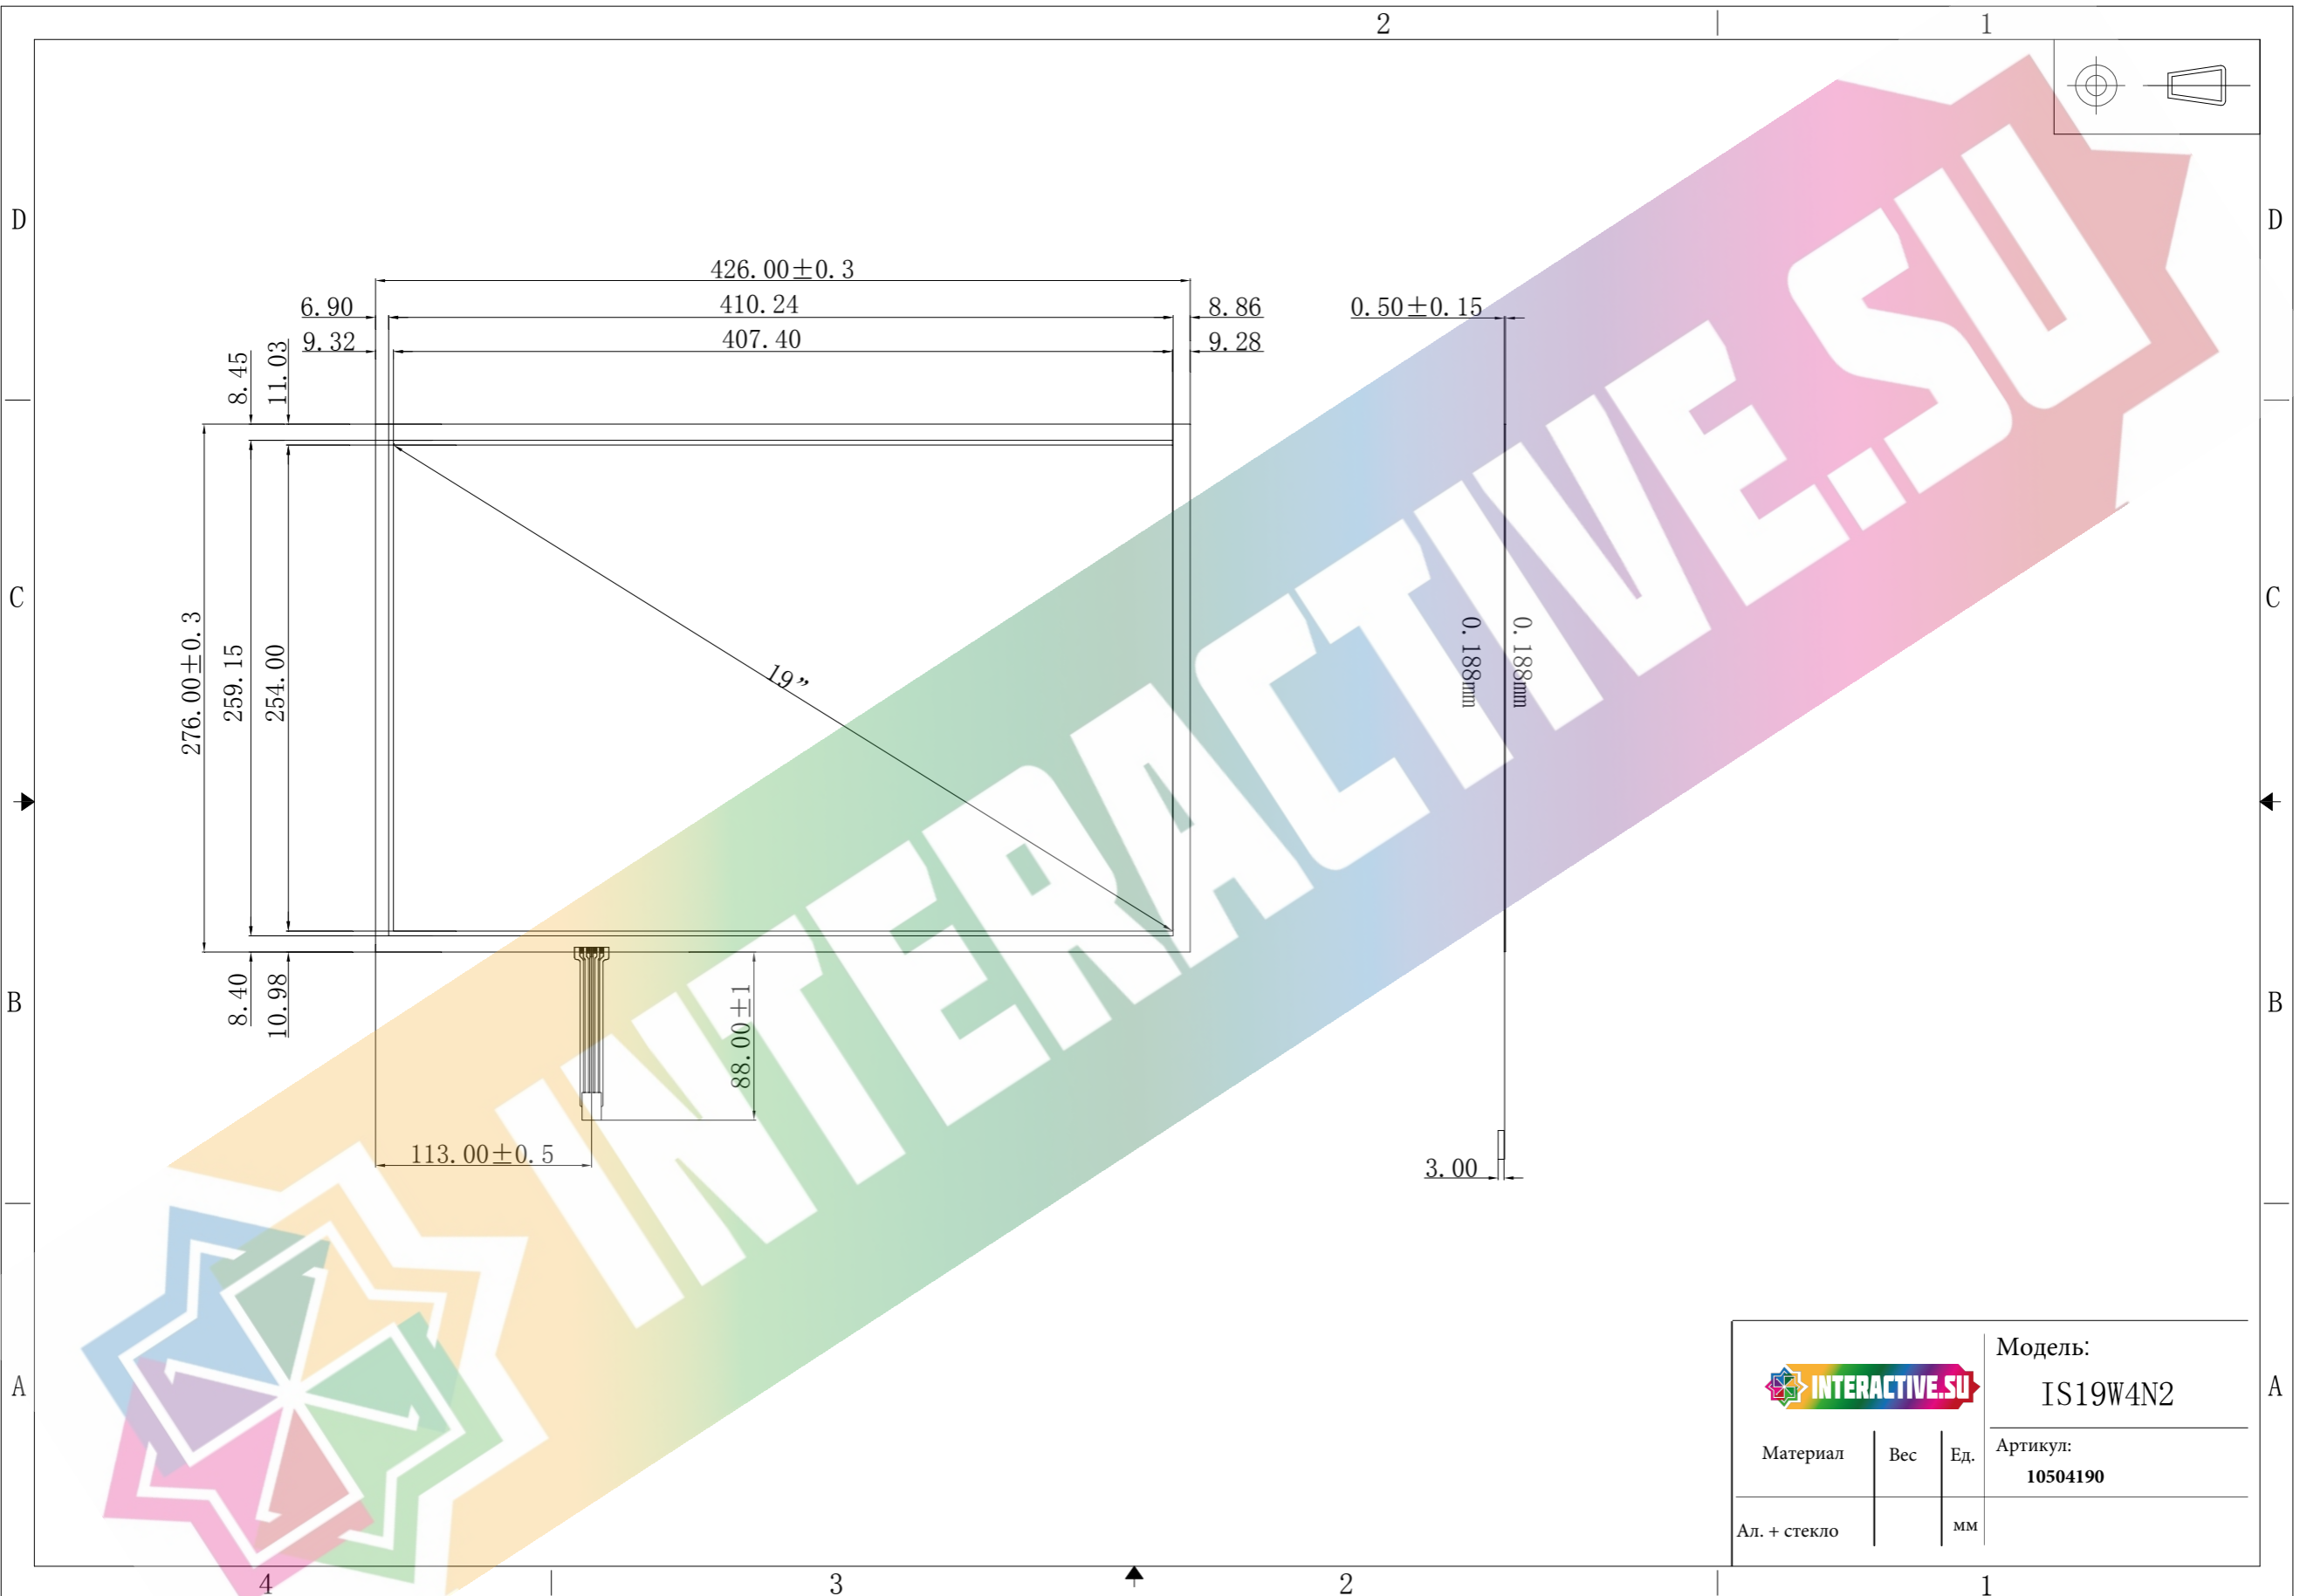 2
1
D
D
426.00±0.3
6.90
410.24
8.86
0.50±0.15
9.32
407.40
9.28
8.45
11.03
C
C
276.00±0.3
259.15
254.00
19”
0.188mm
0.188mm
INTERACTIVE.SU
B
B
8.40
10.98
88.00±1
113.00±0.5
3.00
A
A
INTERACTIVE.SU
Модель:
IS19W4N2
Материал
Вес
Ед.
Артикул:
10504190
Ал. + стекло
мм
4
3
2
1